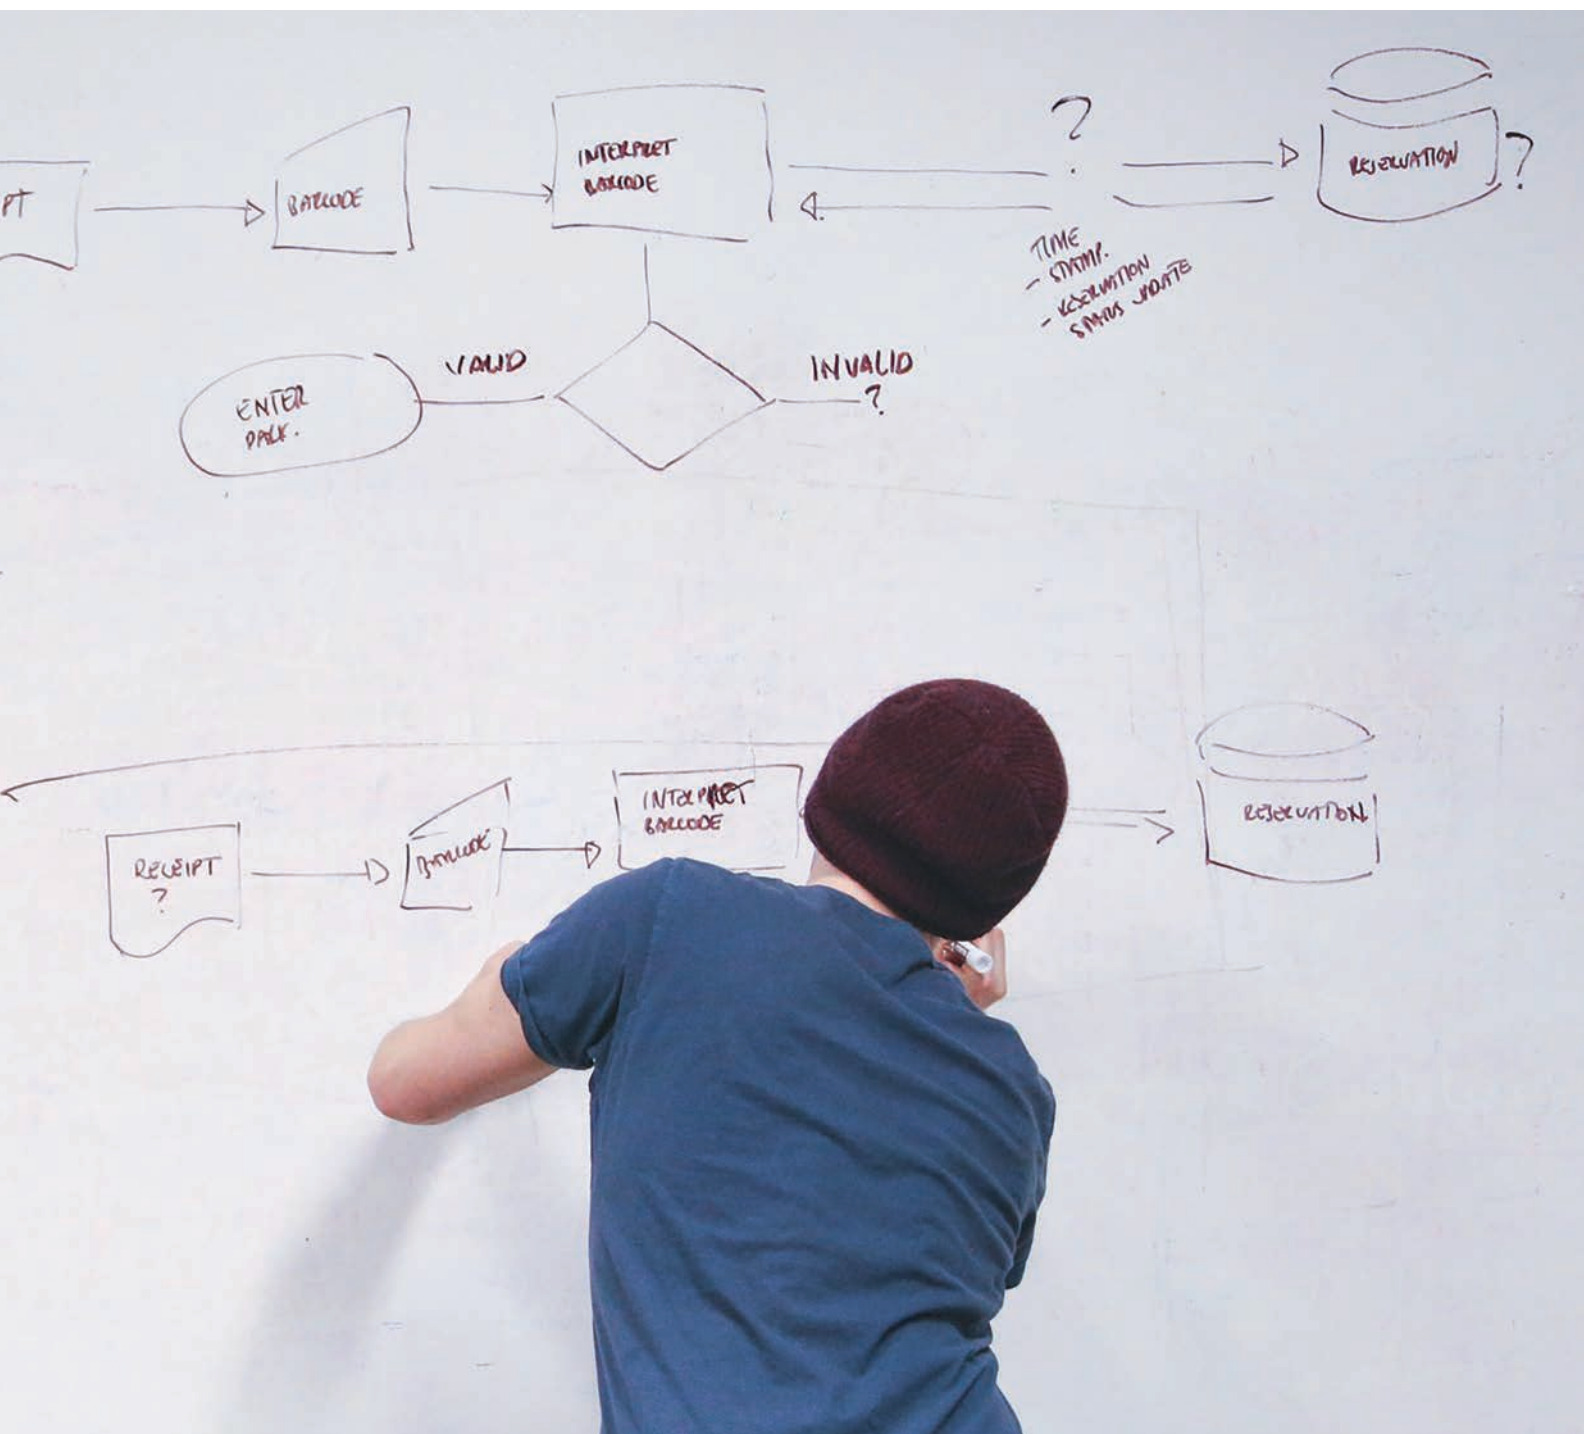 ?
INTERPRET
BARCODE
RESERVATION
?
PT
BARCODE
TIME
- STAMP.
- RESERVATION
STATUS UPDATE
VALID
INVALID
?
ENTER
PARK.
INTERPRET
BARCODE
RESERVATION
BARCODE
RECEIPT
?